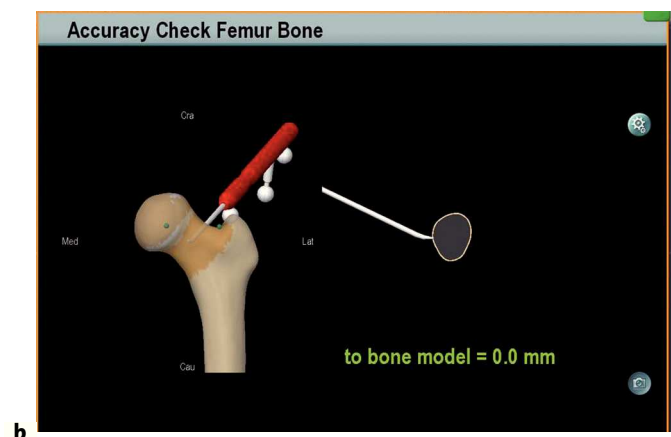 Accuracy Check Femur Bone
Cra
Med
Lat
to bone model = 0.0 mm
Cau
b